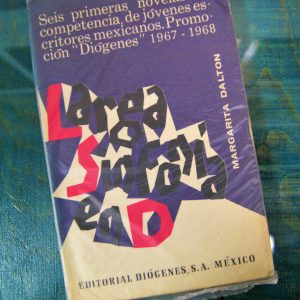 Seis primeras novelas
competencia, de jóvenes es-
critores mexicanos. Promo-
ción "Diógenes" 1967 - 1968
Larga
Sinfonía
en D
MARGARITA DALTON
EDITORIAL DIÓGENES, S.A. MÉXICO